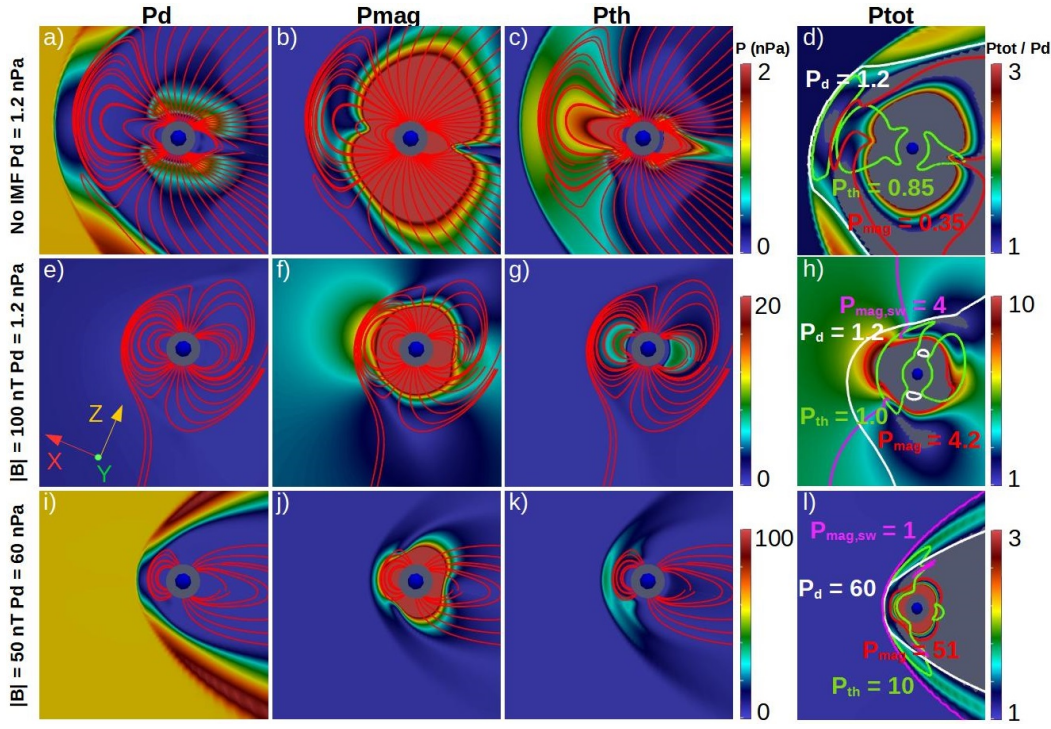 Pd Pmag Pth Ptot
No IMF Pd = 1.2 nPa
a) b) c) P (nPa) 2 0 d) Ptot / Pd 3 1
Pd = 1.2
Pth = 0.85
Pmag = 0.35
|B| = 100 nT Pd = 1.2 nPa
e) f) g) 20 0 h) 10 1
Z
X
Y
Pmag,sw = 4
Pd = 1.2
Pth = 1.0
Pmag = 4.2
|B| = 50 nT Pd = 60 nPa
i) j) k) 100 0 l) 3 1
Pmag,sw = 1
Pd = 60
Pmag = 51
Pth = 10